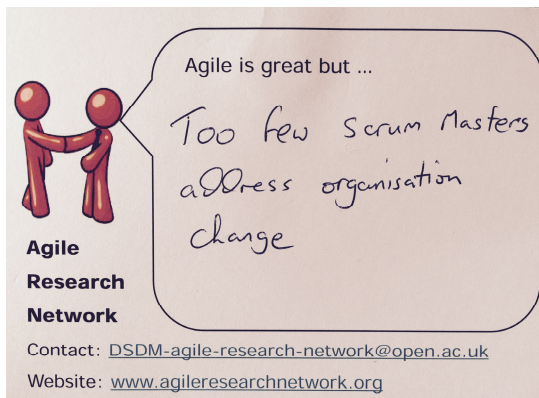 Agile is great but ...
Too few Scrum Masters
address organisation
change
Agile
Research
Network
Contact: DSDM-agile-research-network@open.ac.uk
Website: www.agileresearchnetwork.org